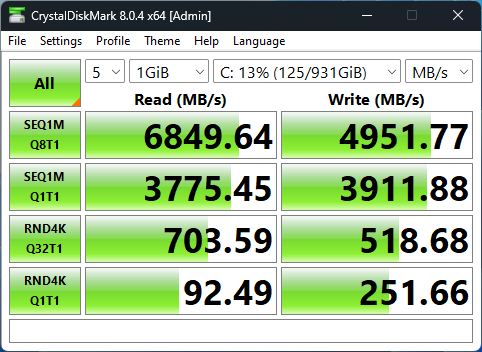 CrystalDiskMark 8.0.4 x64 [Admin]
File Settings Profile Theme Help Language
All 5 1GiB C: 13% (125/931GiB) MB/s
Read (MB/s) Write (MB/s)
SEQ1M Q8T1 6849.64 4951.77
SEQ1M Q1T1 3775.45 3911.88
RND4K Q32T1 703.59 518.68
RND4K Q1T1 92.49 251.66